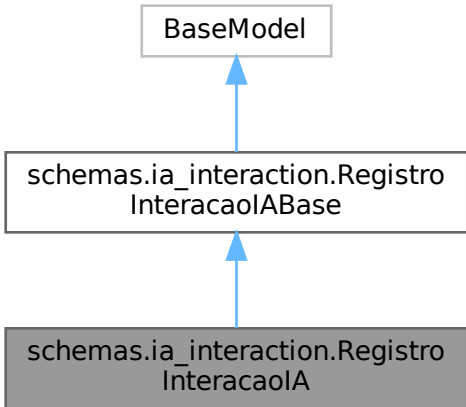 BaseModel
schemas.ia_interaction.Registro
InteracaoIABase
schemas.ia_interaction.Registro
InteracaoIA